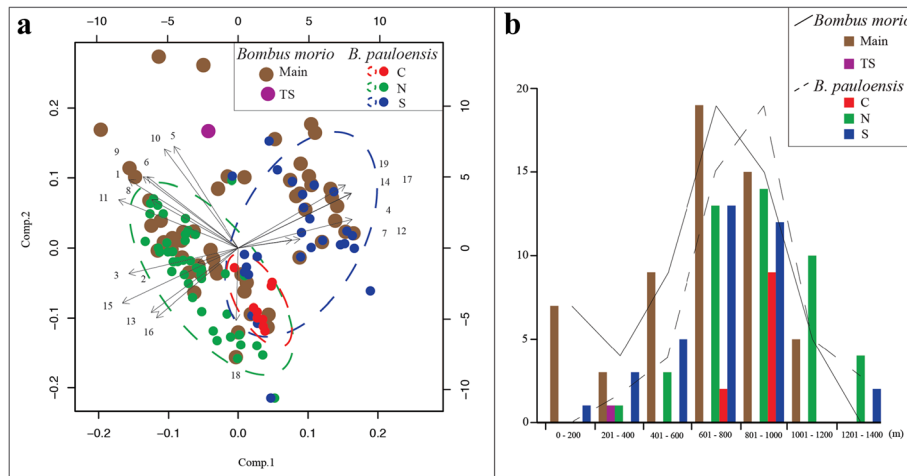 a
−10 −5 0 5 10
Bombus morio B. pauloensis
Main C
TS N
S
0.2
0.1
0.0
−0.1
−0.2
Comp.2
10
5
0
−5
−10
9 10 5
1 6
8
11
19
14 17
4
7 12
3 2
15
13
16
18
−0.2 −0.1 0.0 0.1 0.2
Comp.1
b
Bombus morio
Main
TS
B. pauloensis
C
N
S
20
15
10
5
0
0 - 200 201 - 400 401 - 600 601 - 800 801 - 1000 1001 - 1200 1201 - 1400 (m)